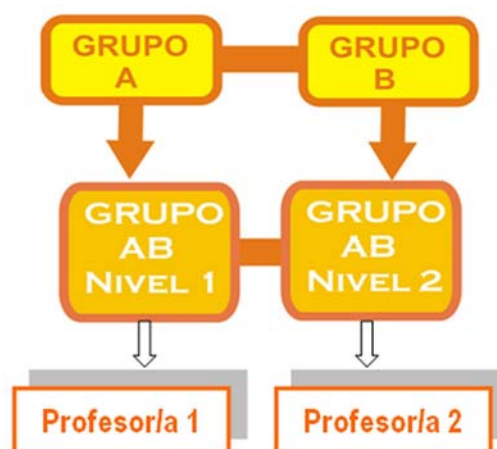 GRUPO
A
GRUPO
B
GRUPO
AB
NIVEL 1
GRUPO
AB
NIVEL 2
Profesor/a 1
Profesor/a 2